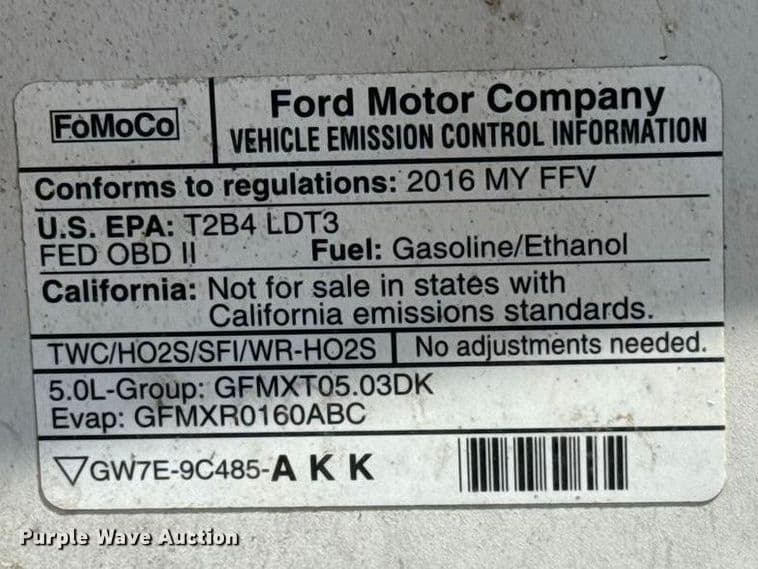 FoMoCo
Ford Motor Company
VEHICLE EMISSION CONTROL INFORMATION
Conforms to regulations: 2016 MY FFV
U.S. EPA: T2B4 LDT3
FED OBD II Fuel: Gasoline/Ethanol
California: Not for sale in states with
California emissions standards.
TWC/HO2S/SFI/WR-HO2S No adjustments needed.
5.0L-Group: GFMXT05.03DK
Evap: GFMXR0160ABC
GW7E-9C485-A K K
Purple Wave Auction